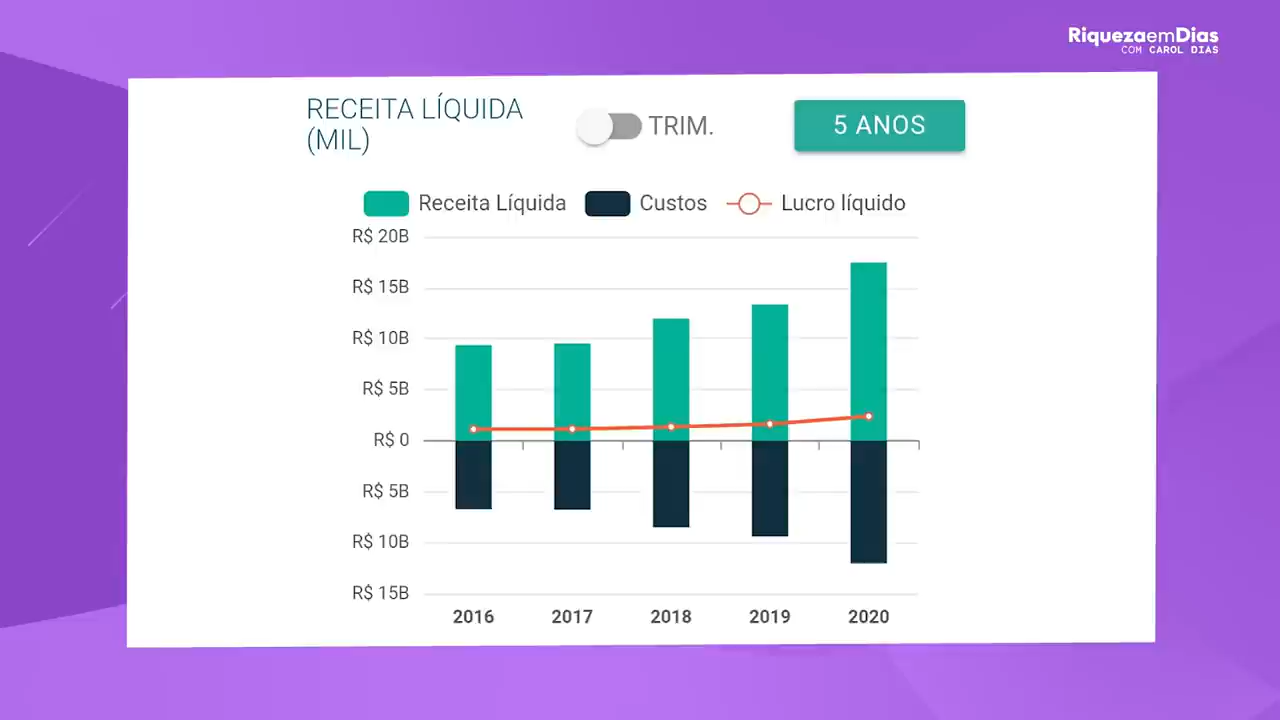 RiquezaemDias
COM CAROL DIAS
RECEITA LÍQUIDA
(MIL)
TRIM.
5 ANOS
Receita Líquida
Custos
Lucro líquido
R$ 20B
R$ 15B
R$ 10B
R$ 5B
R$ 0
R$ 5B
R$ 10B
R$ 15B
2016
2017
2018
2019
2020